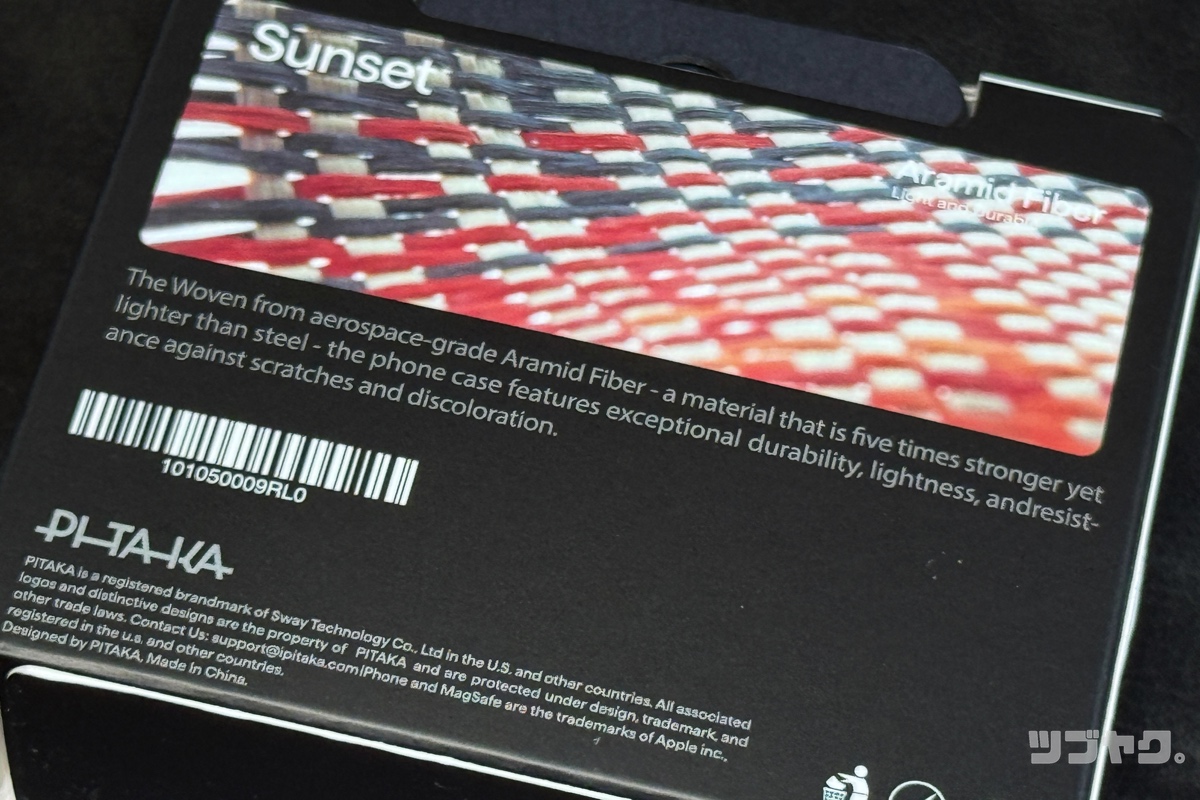 Sunset
Aramid Fiber
Light and Durable
The Woven from aerospace-grade Aramid Fiber - a material that is five times stronger yet
lighter than steel - the phone case features exceptional durability, lightness, andresist-
ance against scratches and discoloration.
101050009RL0
PITAKA
PITAKA is a registered brandmark of Sway Technology Co., Ltd in the U.S. and other countries. All associated
logos and distinctive designs are the property of PITAKA and are protected under design, trademark, and
other trade laws. Contact Us: support@ipitaka.comiPhone and MagSafe are the trademarks of Apple inc.,
registered in the u.s. and other countries.
Designed by PITAKA, Made in China.
ツブヤク。